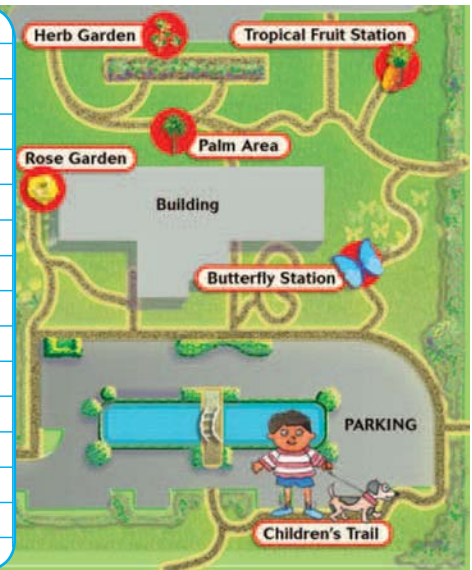 Herb Garden
Tropical Fruit Station
Palm Area
Rose Garden
Building
Butterfly Station
PARKING
Children's Trail